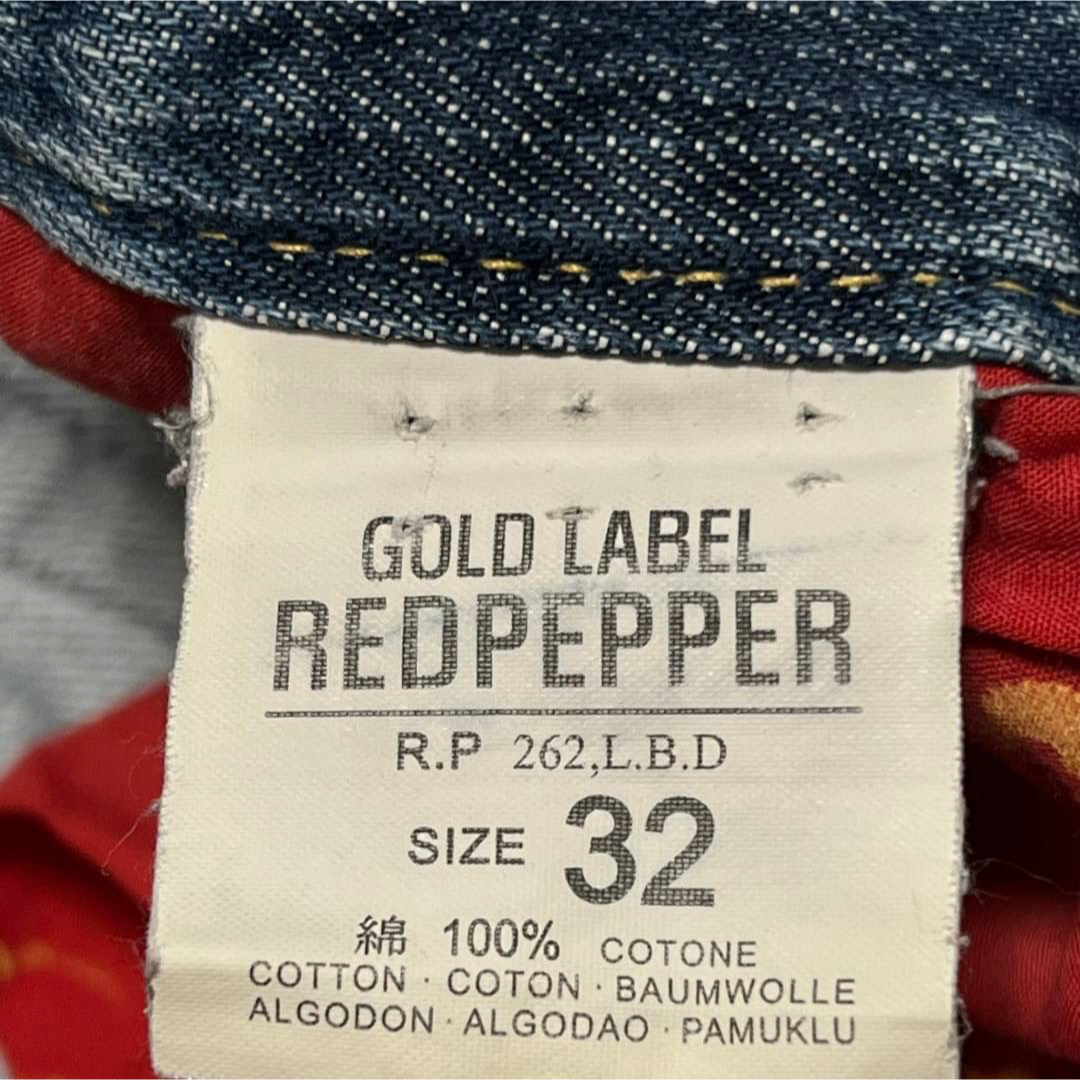 GOLD LABEL
REDPEPPER
R.P 262,L.B.D
SIZE 32
綿 100% COTONE
COTTON · COTON · BAUMWOLLE
ALGODON · ALGODAO · PAMUKLU